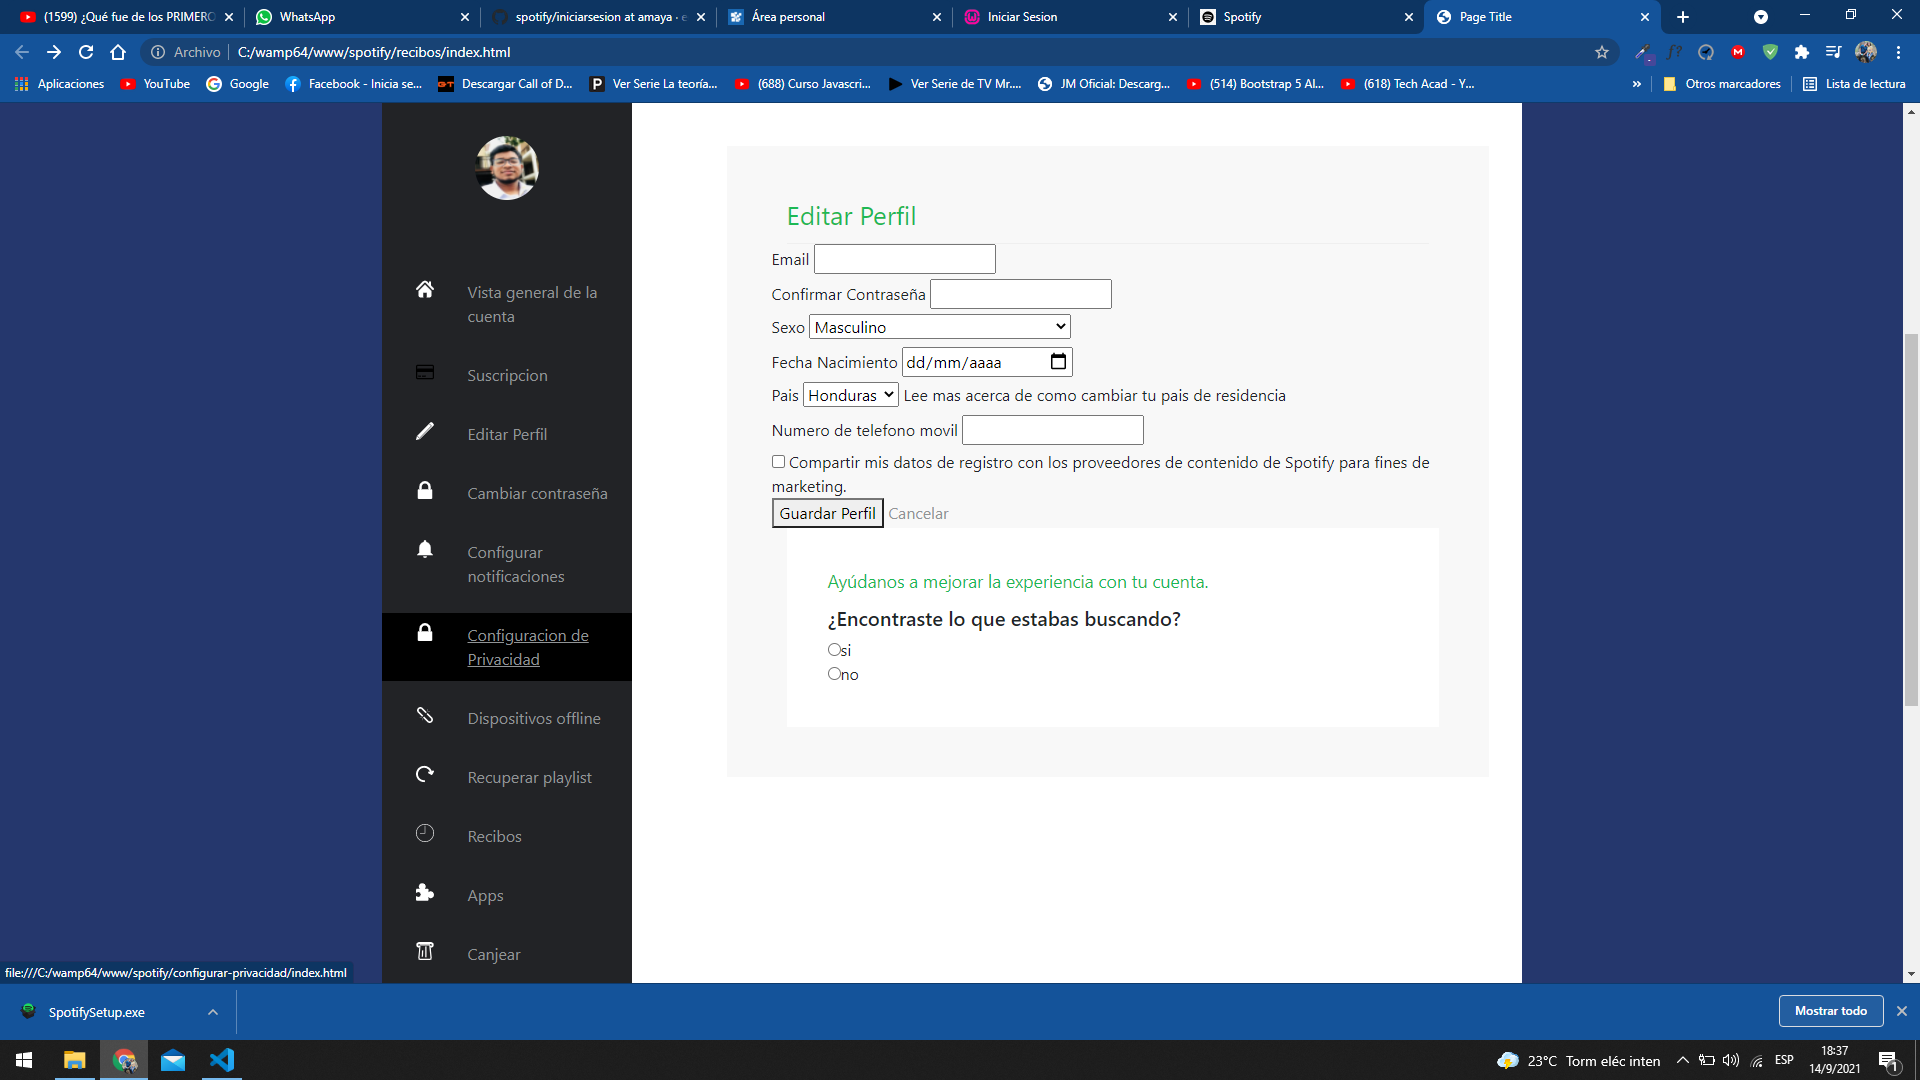 (1599) ¿Qué fue de los PRIMERO
WhatsApp
spotify/iniciarsesion at amaya · e
Área personal
Iniciar Sesion
Spotify
Page Title
Archivo
C:/wamp64/www/spotify/recibos/index.html
Aplicaciones
YouTube
Google
Facebook - Inicia se...
Descargar Call of D...
Ver Serie La teoría...
(688) Curso Javascri...
Ver Serie de TV Mr....
JM Oficial: Descarg...
(514) Bootstrap 5 Al...
(618) Tech Acad - Y...
»
Otros marcadores
Lista de lectura
Vista general de la
cuenta
Suscripcion
Editar Perfil
Cambiar contraseña
Configurar
notificaciones
Configuracion de
Privacidad
Dispositivos offline
Recuperar playlist
Recibos
Apps
Canjear
Editar Perfil
Email
Confirmar Contraseña
Sexo Masculino
Fecha Nacimiento dd/mm/aaaa
Pais Honduras Lee mas acerca de como cambiar tu pais de residencia
Numero de telefono movil
Compartir mis datos de registro con los proveedores de contenido de Spotify para fines de
marketing.
Guardar Perfil Cancelar
Ayúdanos a mejorar la experiencia con tu cuenta.
¿Encontraste lo que estabas buscando?
si
no
file:///C:/wamp64/www/spotify/configurar-privacidad/index.html
SpotifySetup.exe
Mostrar todo
23°C Torm eléc inten
ESP
18:37
14/9/2021
1